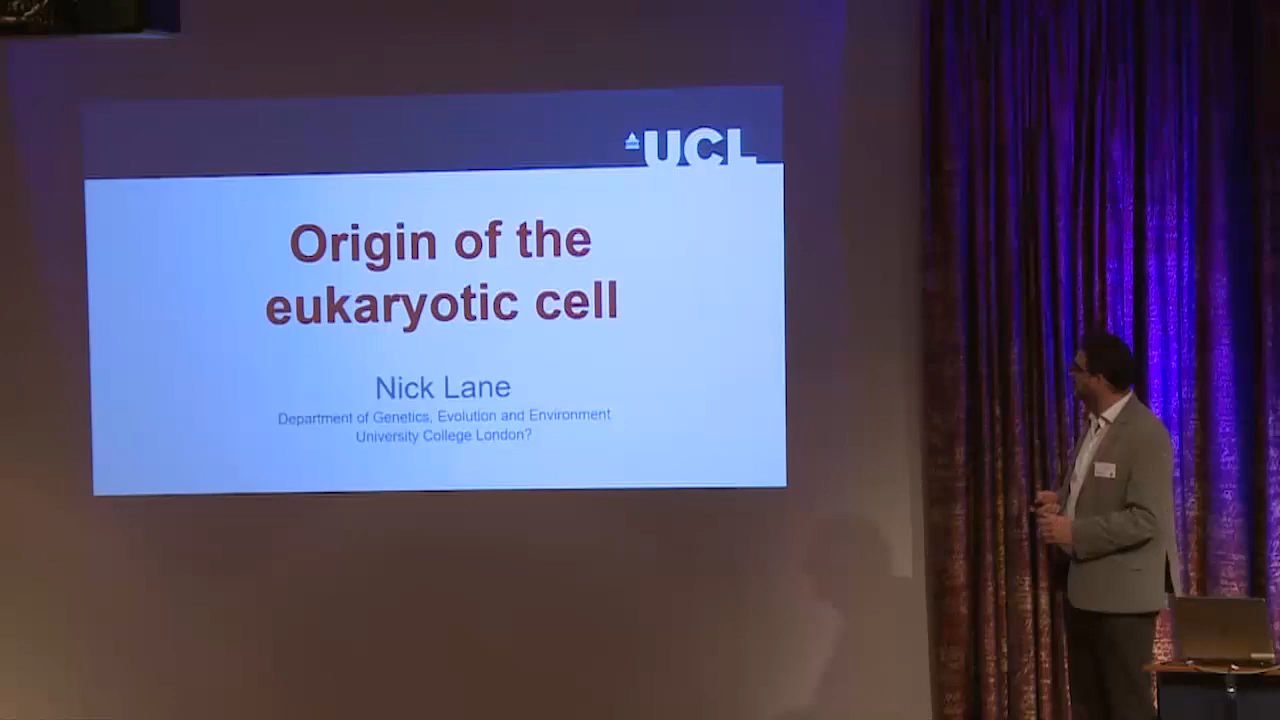 UCL
Origin of the
eukaryotic cell
Nick Lane
Department of Genetics, Evolution and Environment
University College London?